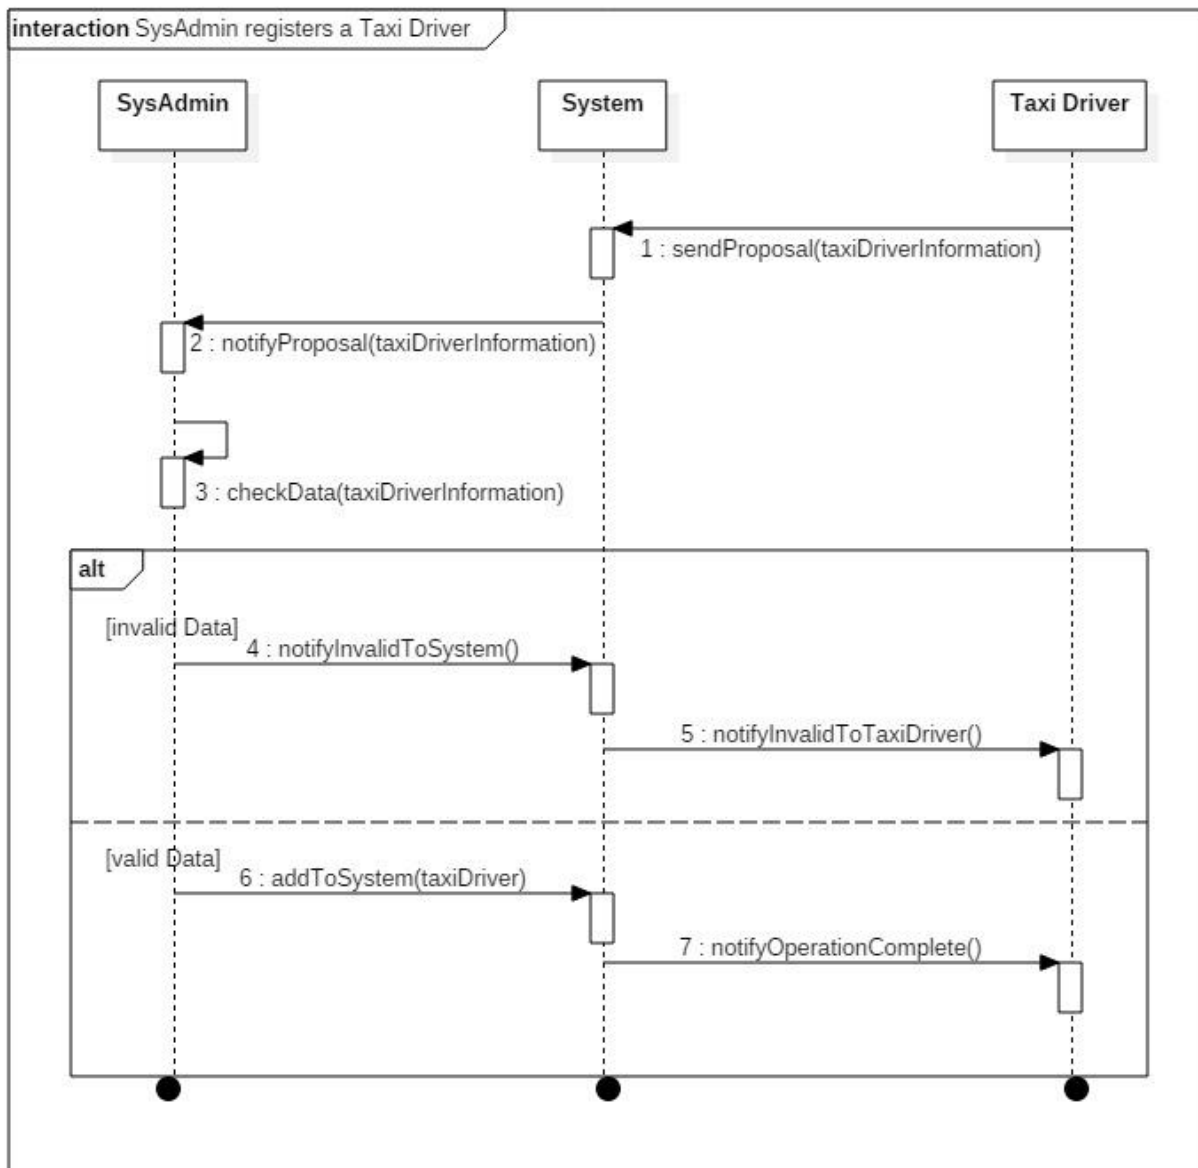 interaction SysAdmin registers a Taxi Driver
SysAdmin
System
Taxi Driver
1 : sendProposal(taxiDriverInformation)
2 : notifyProposal(taxiDriverInformation)
3 : checkData(taxiDriverInformation)
alt
[invalid Data]
4 : notifyInvalidToSystem()
5 : notifyInvalidToTaxiDriver()
[valid Data]
6 : addToSystem(taxiDriver)
7 : notifyOperationComplete()